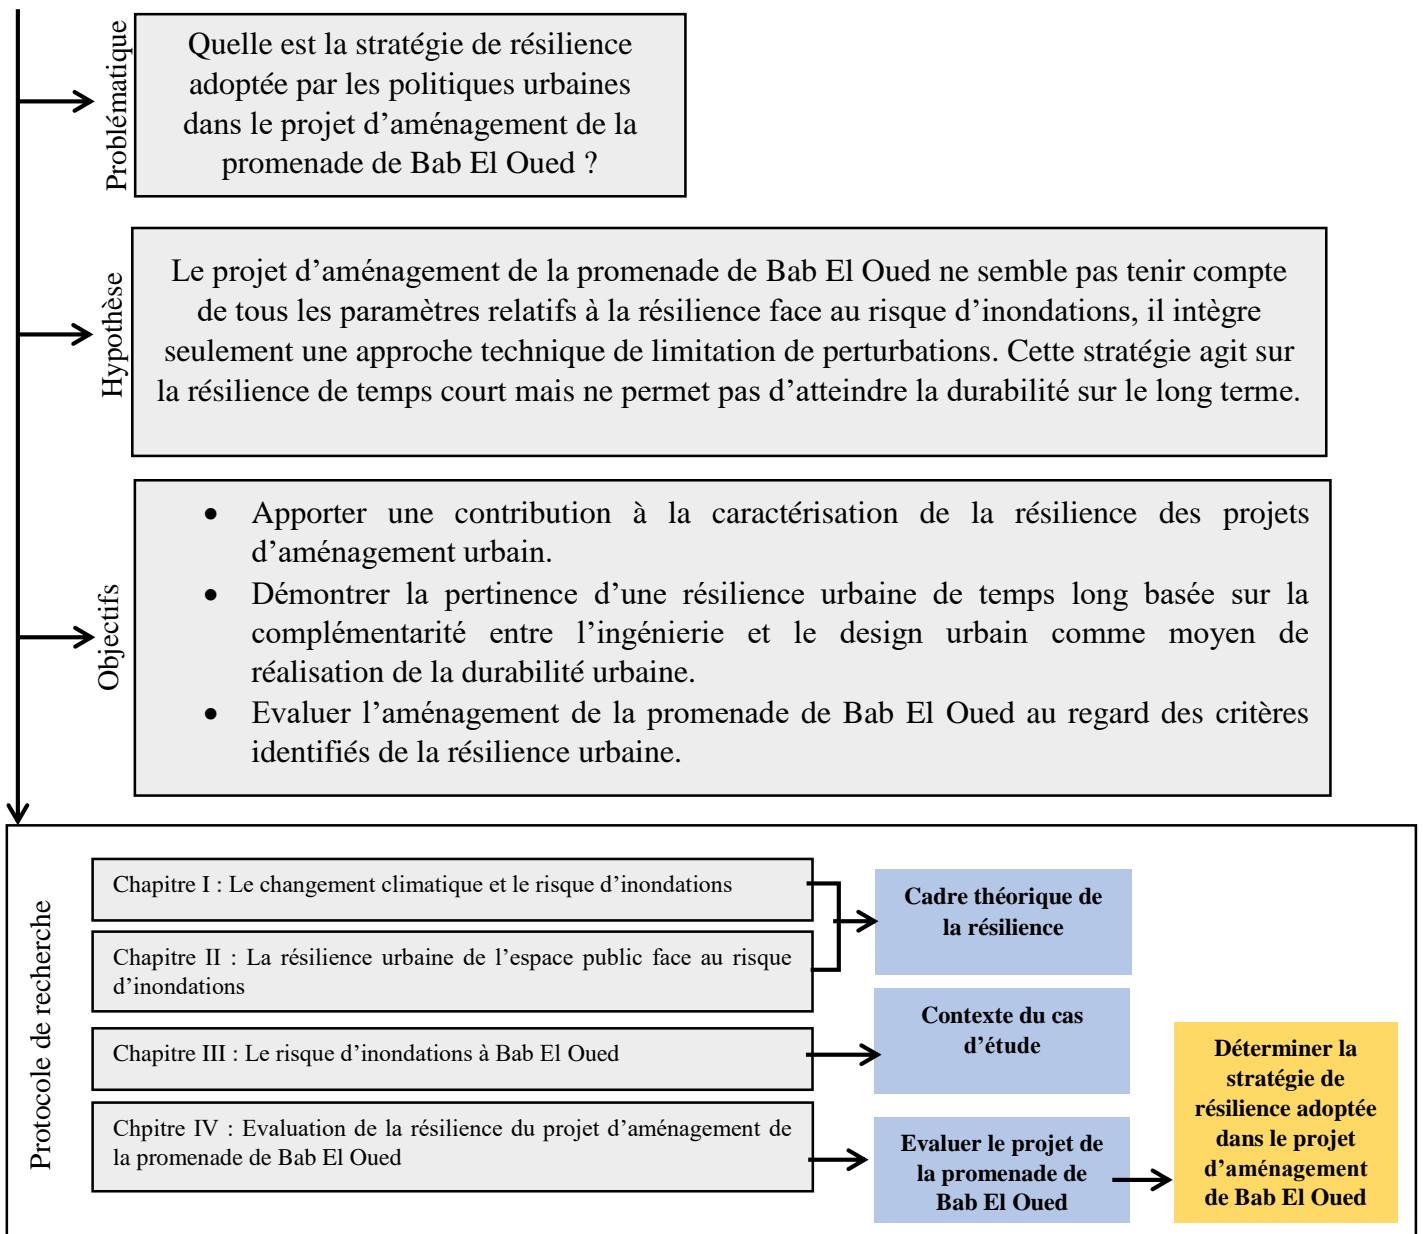 Problématique
Quelle est la stratégie de résilience
adoptée par les politiques urbaines
dans le projet d’aménagement de la
promenade de Bab El Oued ?
Hypothèse
Le projet d’aménagement de la promenade de Bab El Oued ne semble pas tenir compte
de tous les paramètres relatifs à la résilience face au risque d’inondations, il intègre
seulement une approche technique de limitation de perturbations. Cette stratégie agit sur
la résilience de temps court mais ne permet pas d’atteindre la durabilité sur le long terme.
Objectifs
• Apporter une contribution à la caractérisation de la résilience des projets
d’aménagement urbain.
• Démontrer la pertinence d’une résilience urbaine de temps long basée sur la
complémentarité entre l’ingénierie et le design urbain comme moyen de
réalisation de la durabilité urbaine.
• Evaluer l’aménagement de la promenade de Bab El Oued au regard des critères
identifiés de la résilience urbaine.
Protocole de recherche
Chapitre I : Le changement climatique et le risque d’inondations
Chapitre II : La résilience urbaine de l’espace public face au risque
d’inondations
Cadre théorique de
la résilience
Chapitre III : Le risque d’inondations à Bab El Oued
Contexte du cas
d’étude
Chpitre IV : Evaluation de la résilience du projet d’aménagement de
la promenade de Bab El Oued
Evaluer le projet de
la promenade de
Bab El Oued
Déterminer la
stratégie de
résilience adoptée
dans le projet
d’aménagement
de Bab El Oued